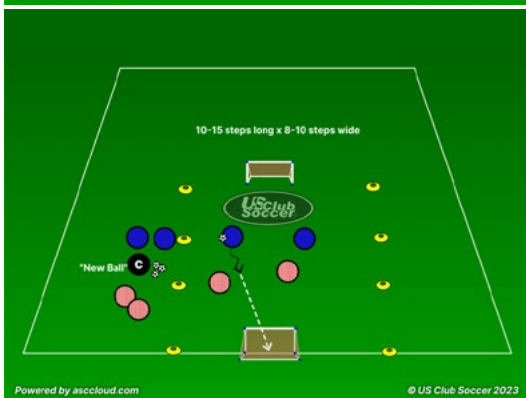 10-15 steps long x 8-10 steps wide
US Club
Soccer
"New Ball"
C
Powered by asccloud.com
© US Club Soccer 2023